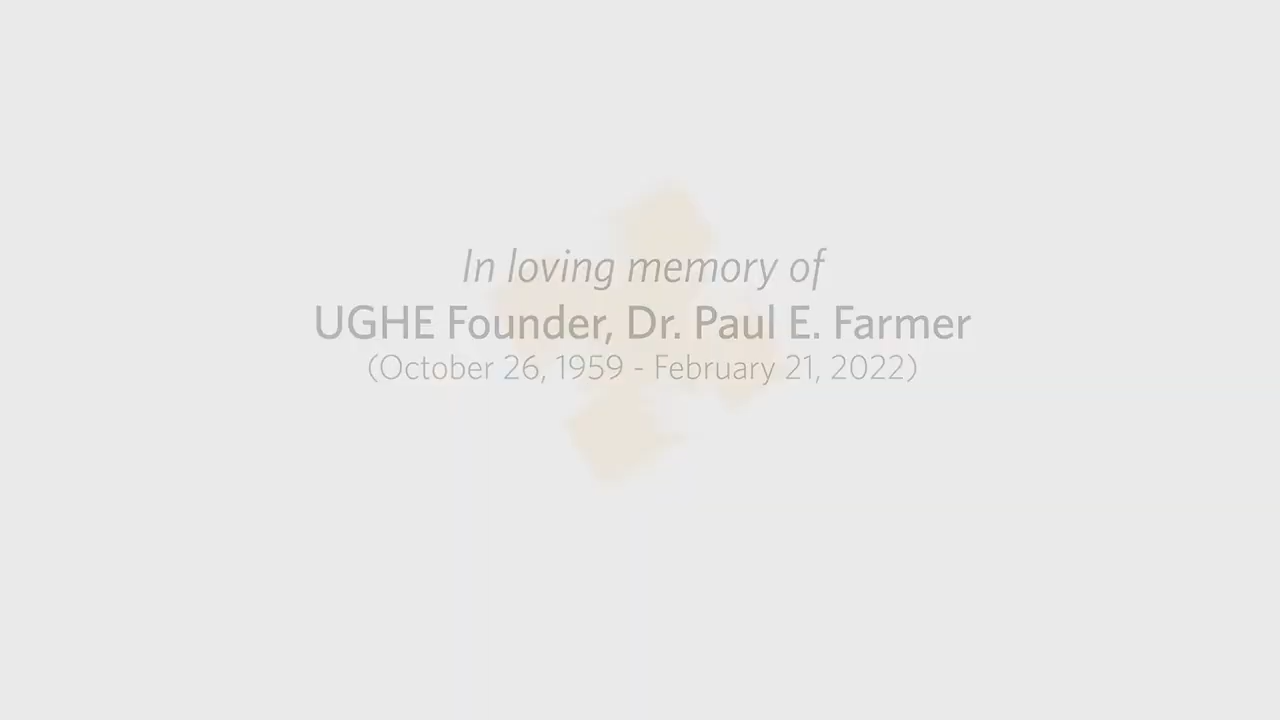 In loving memory of
UGHE Founder, Dr. Paul E. Farmer
(October 26, 1959 - February 21, 2022)